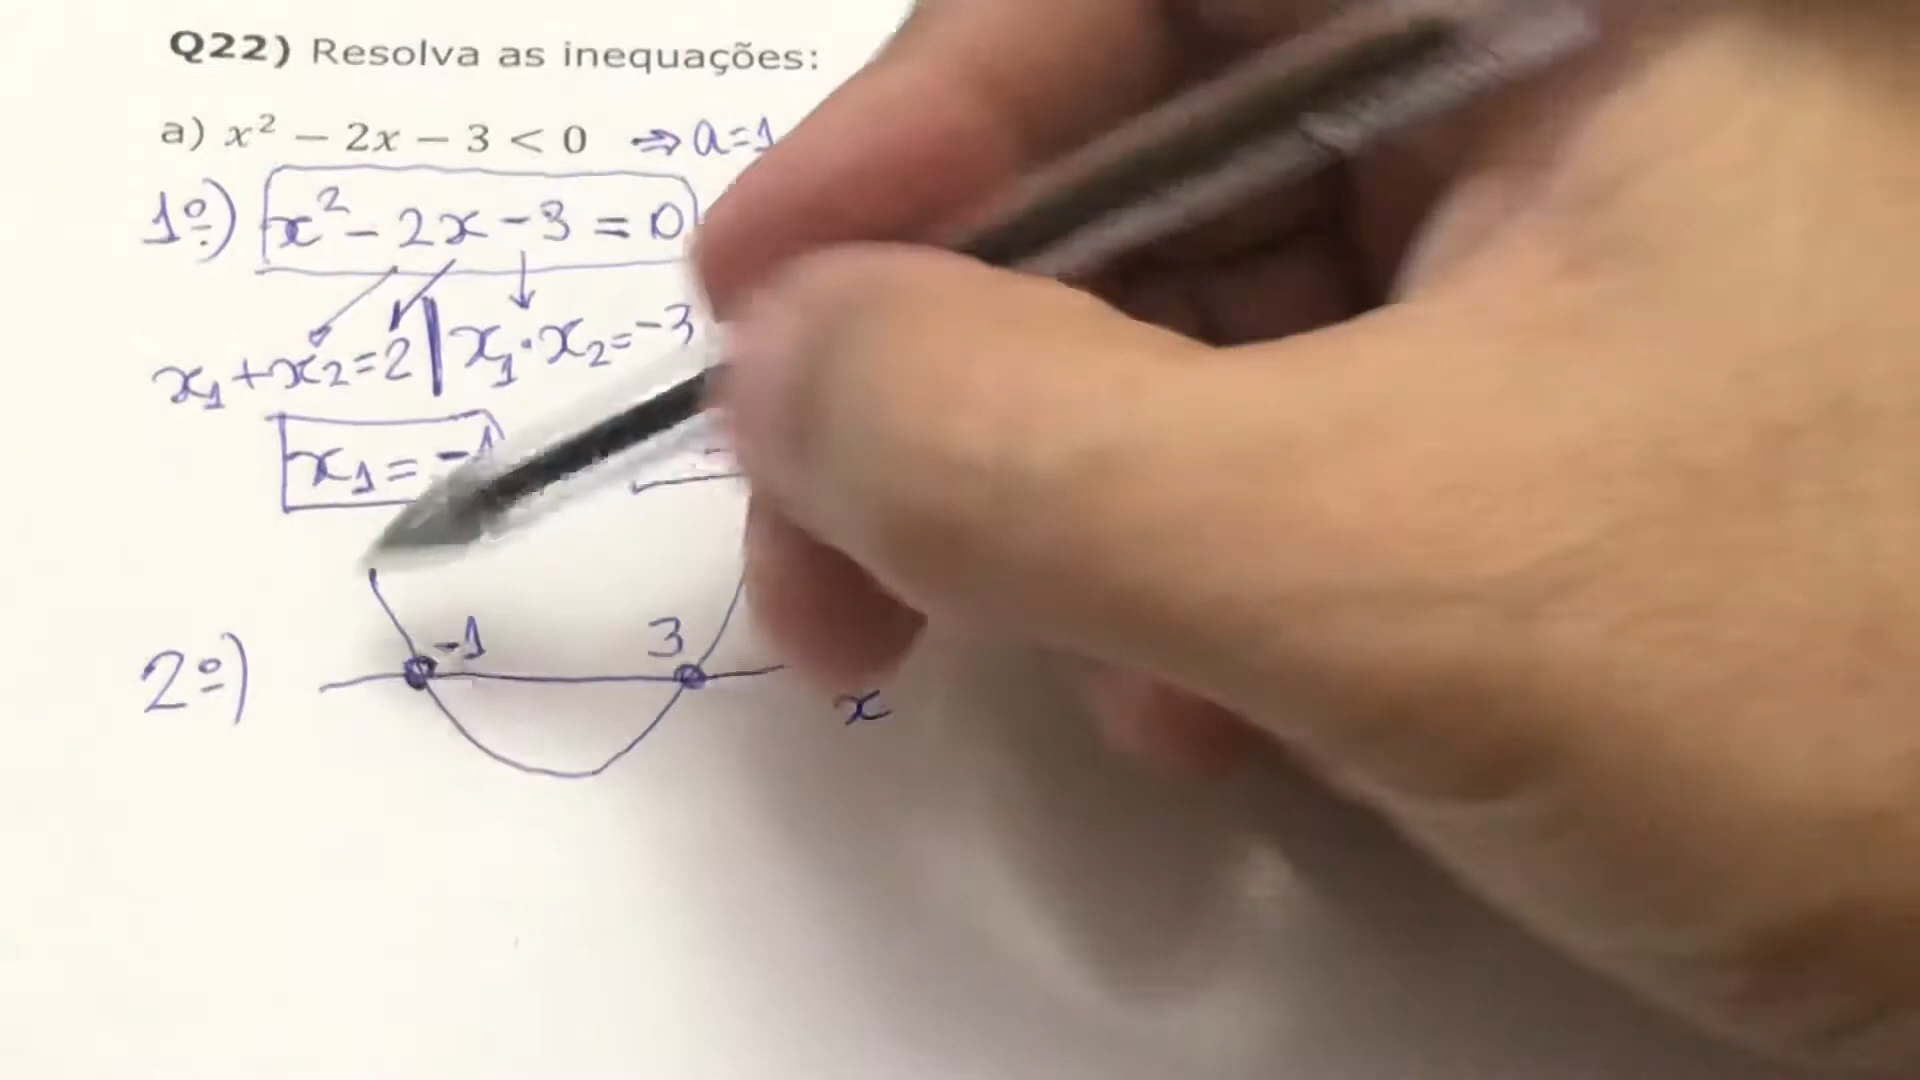 Q22) Resolva as inequações:
a) x² − 2x − 3 < 0 ⇒ a=1
1º) x² − 2x − 3 = 0
x₁ + x₂ = 2 | x₁ · x₂ = −3
x₁ = −1
−1 3
2º)
x